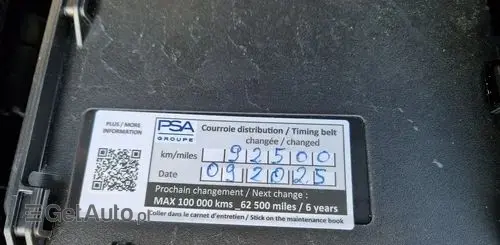 PLUS / MORE
INFORMATION
PSA
GROUPE
Courroie distribution / Timing belt
changée / changed
km/miles 92500
Date 092025
Prochain changement / Next change :
MAX 100 000 kms _62 500 miles / 6 years
Coller dans le carnet d'entretien / Stick on the maintenance book
GetAuto.pl